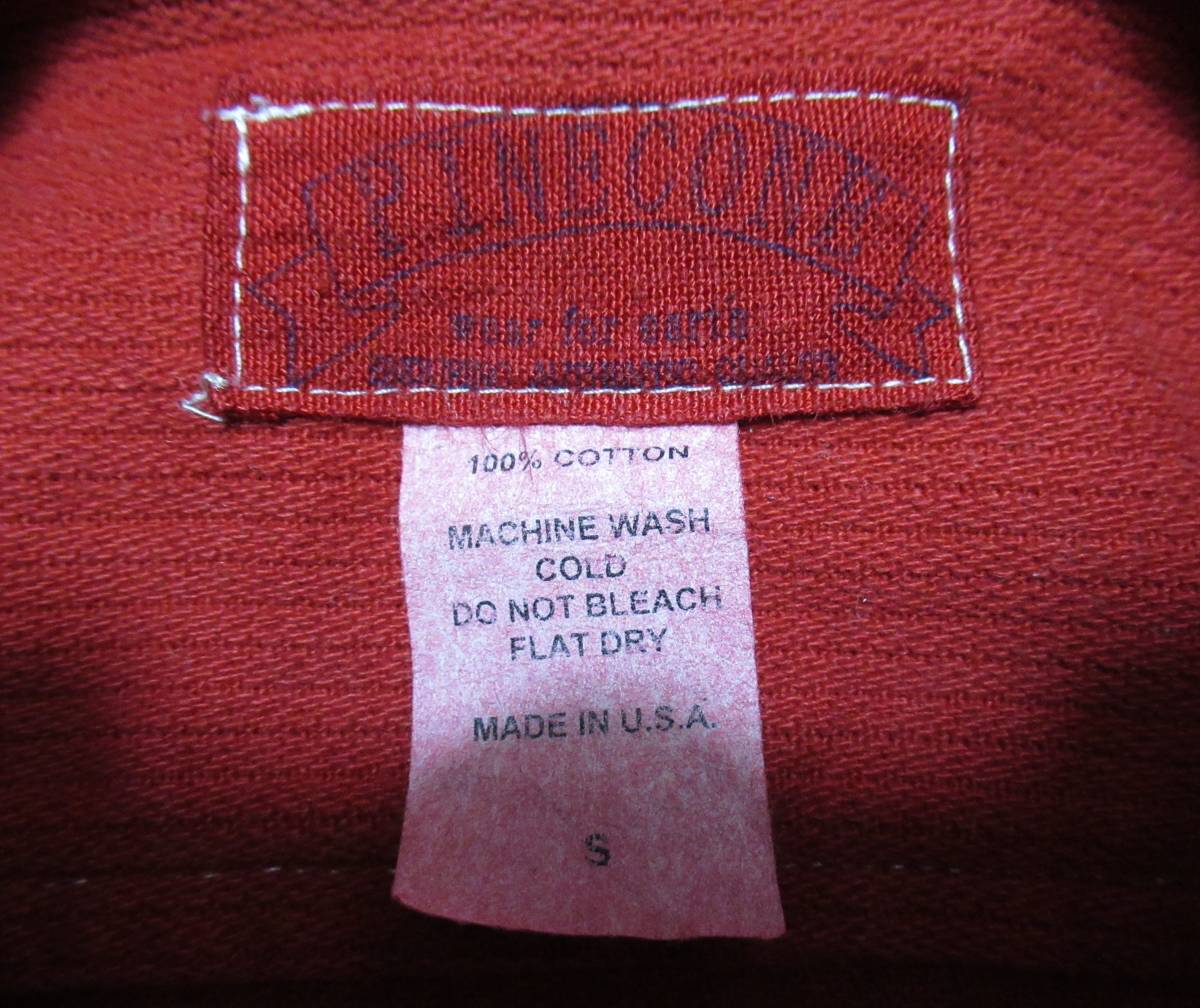 PINECONE
wear for earth
100% COTTON
MACHINE WASH
COLD
DO NOT BLEACH
FLAT DRY
MADE IN U.S.A.
S